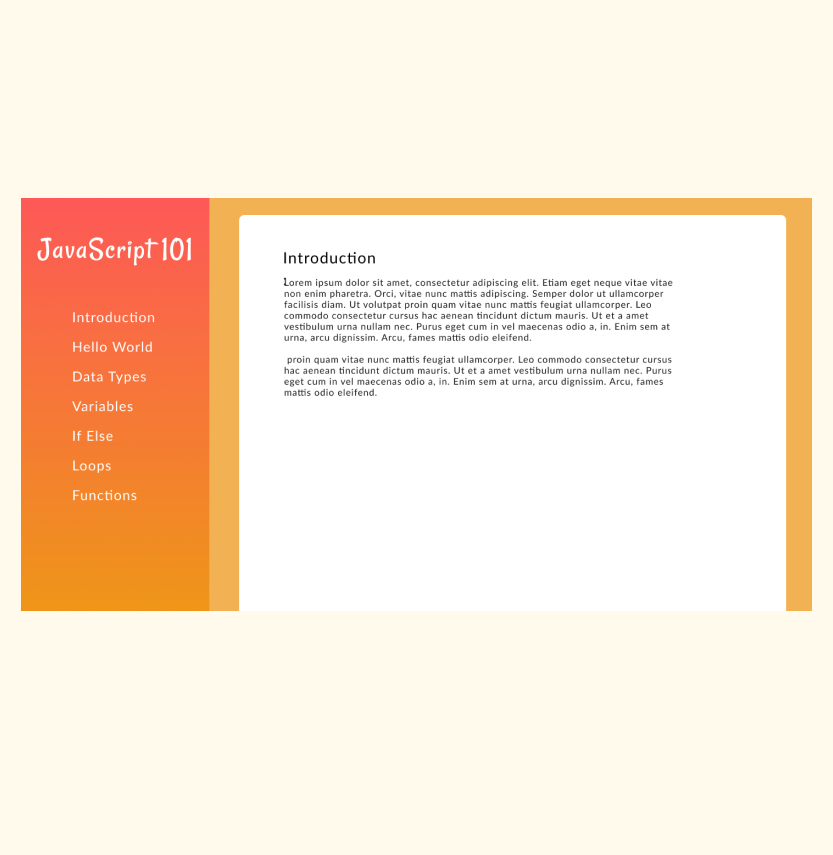 JavaScript 101
Introduction
Hello World
Data Types
Variables
If Else
Loops
Functions
Introduction
Lorem ipsum dolor sit amet, consectetur adipiscing elit. Etiam eget neque vitae vitae
non enim pharetra. Orci, vitae nunc mattis adipiscing. Semper dolor ut ullamcorper
facilisis diam. Ut volutpat proin quam vitae nunc mattis feugiat ullamcorper. Leo
commodo consectetur cursus hac aenean tincidunt dictum mauris. Ut et a amet
vestibulum urna nullam nec. Purus eget cum in vel maecenas odio a, in. Enim sem at
urna, arcu dignissim. Arcu, fames mattis odio eleifend.
proin quam vitae nunc mattis feugiat ullamcorper. Leo commodo consectetur cursus
hac aenean tincidunt dictum mauris. Ut et a amet vestibulum urna nullam nec. Purus
eget cum in vel maecenas odio a, in. Enim sem at urna, arcu dignissim. Arcu, fames
mattis odio eleifend.